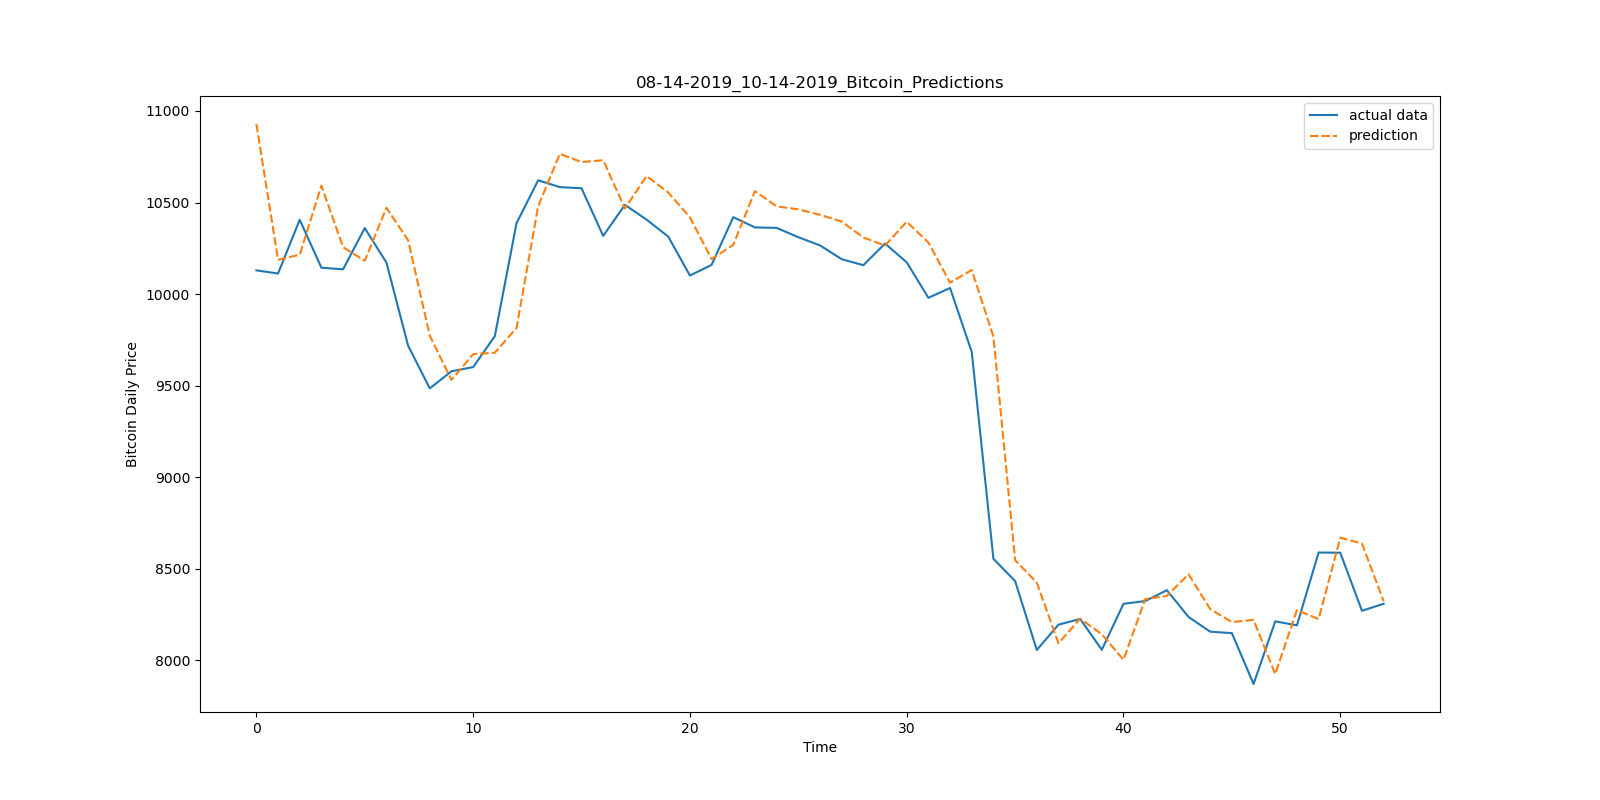 08-14-2019_10-14-2019_Bitcoin_Predictions
actual data
prediction
11000
10500
10000
9500
9000
8500
8000
Bitcoin Daily Price
0 10 20 30 40 50
Time